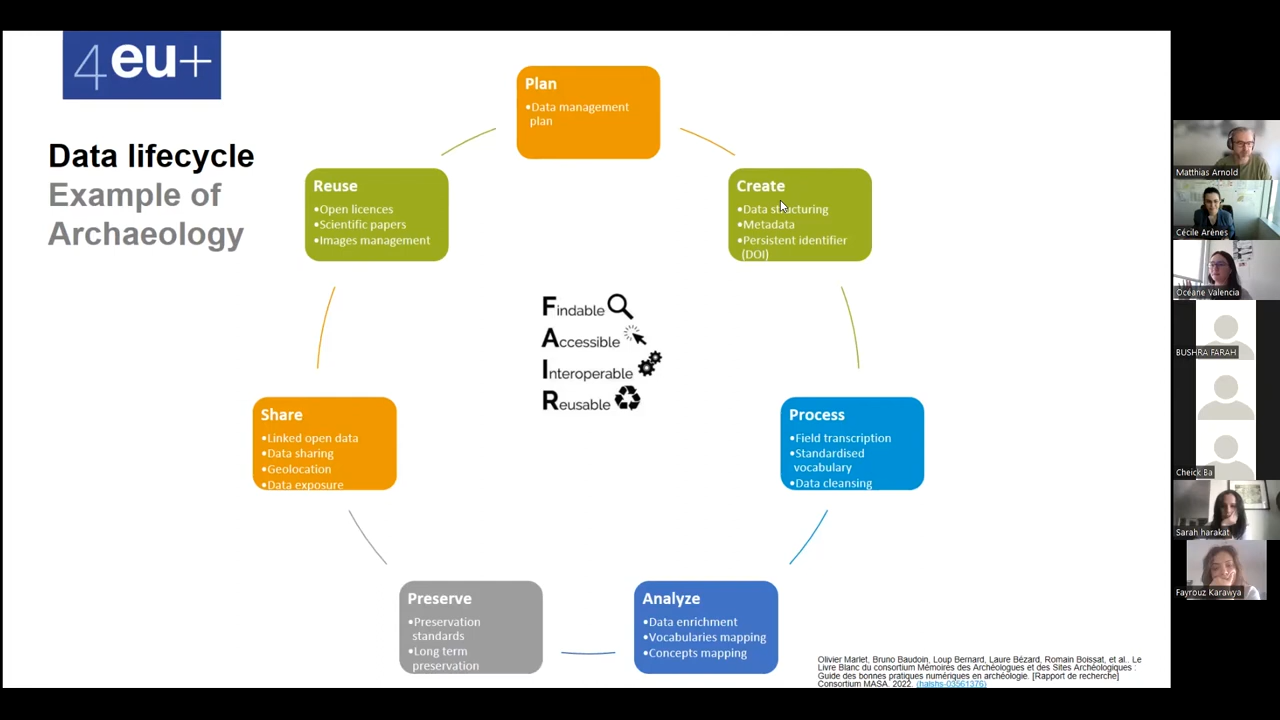 4eu+
Data lifecycle
Example of
Archaeology
Plan
•Data management
plan
Create
•Data structuring
•Metadata
•Persistent identifier
(DOI)
Process
•Field transcription
•Standardised
vocabulary
•Data cleansing
Analyze
•Data enrichment
•Vocabularies mapping
•Concepts mapping
Preserve
•Preservation
standards
•Long term
preservation
Share
•Linked open data
•Data sharing
•Geolocation
•Data exposure
Reuse
•Open licences
•Scientific papers
•Images management
Findable
Accessible
Interoperable
Reusable
Olivier Marlet, Bruno Baudoin, Loup Bernard, Laure Bézard, Romain Boissat, et al.. Le
Livre Blanc du consortium Mémoires des Archéologues et des Sites Archéologiques :
Guide des bonnes pratiques numériques en archéologie. [Rapport de recherche]
Consortium MASA. 2022. (halshs-03561376)
Matthias Arnold
Cécile Arènes
Océane Valencia
BUSHRA FARAH
Cheick Ba
Sarah harakat
Fayrouz Karawya